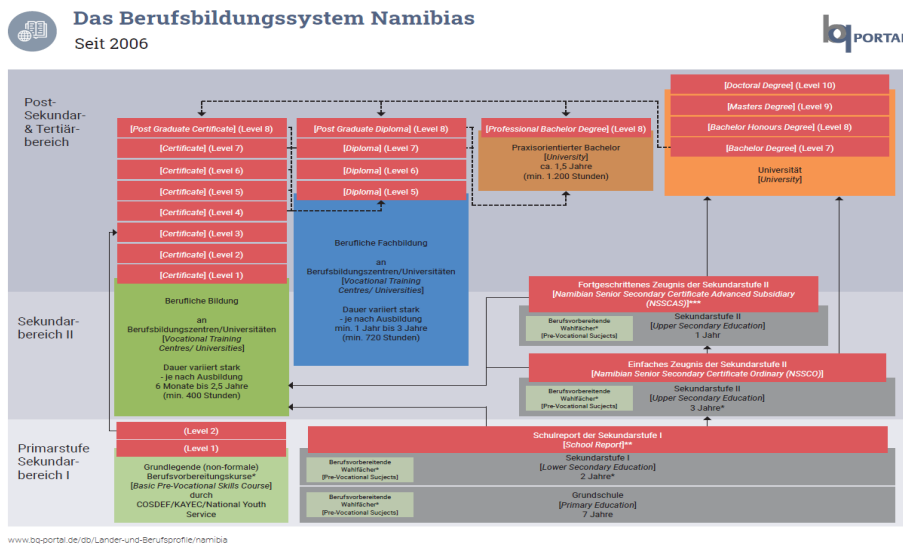 Das Berufsbildungssystem Namibias
Seit 2006
bq PORTAL
Post-
Sekundar-
& Tertiär-
bereich
[Post Graduate Certificate] (Level 8)
[Certificate] (Level 7)
[Certificate] (Level 6)
[Certificate] (Level 5)
[Certificate] (Level 4)
[Certificate] (Level 3)
[Certificate] (Level 2)
[Certificate] (Level 1)
Berufliche Bildung
an
Berufsbildungszentren/Universitäten
[Vocational Training
Centres/ Universities]
Dauer variiert stark
- je nach Ausbildung
6 Monate bis 2,5 Jahre
(min. 400 Stunden)
[Post Graduate Diploma] (Level 8)
[Diploma] (Level 7)
[Diploma] (Level 6)
[Diploma] (Level 5)
Berufliche Fachbildung
an
Berufsbildungszentren/Universitäten
[Vocational Training
Centres/ Universities]
Dauer variiert stark
- je nach Ausbildung
min. 1 Jahr bis 3 Jahre
(min. 720 Stunden)
[Professional Bachelor Degree] (Level 8)
Praxisorientierter Bachelor
[University]
ca. 1,5 Jahre
(min. 1.200 Stunden)
[Doctoral Degree] (Level 10)
[Masters Degree] (Level 9)
[Bachelor Honours Degree] (Level 8)
[Bachelor Degree] (Level 7)
Universität
[University]
Sekundar-
bereich II
Fortgeschrittenes Zeugnis der Sekundarstufe II
[Namibian Senior Secondary Certificate Advanced Subsidiary
(NSSCAS)]***
Berufsvorbereitende
Wahlfächer*
[Pre-Vocational Sucjects]
Sekundarstufe II
[Upper Secondary Education]
1 Jahr
Einfaches Zeugnis der Sekundarstufe II
[Namibian Senior Secondary Certificate Ordinary (NSSCO)]
Berufsvorbereitende
Wahlfächer*
[Pre-Vocational Sucjects]
Sekundarstufe II
[Upper Secondary Education]
3 Jahre*
Primarstufe
Sekundar-
bereich I
(Level 2)
(Level 1)
Grundlegende (non-formale)
Berufsvorbereitungskurse*
[Basic Pre-Vocational Skills Course]
durch
COSDEF/KAYEC/National Youth
Service
Schulreport der Sekundarstufe I
[School Report]**
Berufsvorbereitende
Wahlfächer*
[Pre-Vocational Sucjects]
Sekundarstufe I
[Lower Secondary Education]
2 Jahre*
Berufsvorbereitende
Wahlfächer*
[Pre-Vocational Sucjects]
Grundschule
[Primary Education]
7 Jahre
www.bq-portal.de/db/Länder-und-Berufsprofile/namibia